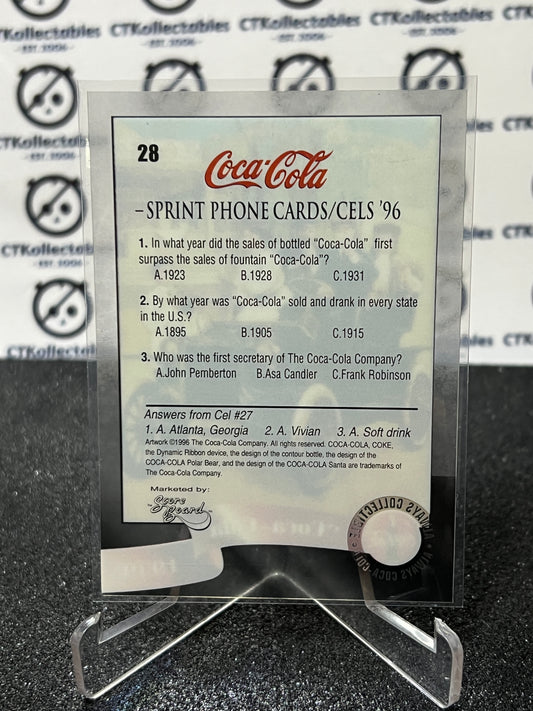 CTKollectables CTKollectables
EST. 2006
28
Coca-Cola
–SPRINT PHONE CARDS/CELS '96
1. In what year did the sales of bottled "Coca-Cola" first
surpass the sales of fountain "Coca-Cola"?
A.1923 B.1928 C.1931
2. By what year was "Coca-Cola" sold and drank in every state
in the U.S.?
A.1895 B.1905 C.1915
3. Who was the first secretary of The Coca-Cola Company?
A.John Pemberton B.Asa Candler C.Frank Robinson
Answers from Cel #27
1. A. Atlanta, Georgia 2. A. Vivian 3. A. Soft drink
Artwork ©1996 The Coca-Cola Company. All rights reserved. COCA-COLA, COKE,
the Dynamic Ribbon device, the design of the contour bottle, the design of the
COCA-COLA Polar Bear, and the design of the COCA-COLA Santa are trademarks of
The Coca-Cola Company.
Marketed by:
Score
Board
ALWAYS COLLECTIBLE
ALWAYS COCA-COLA